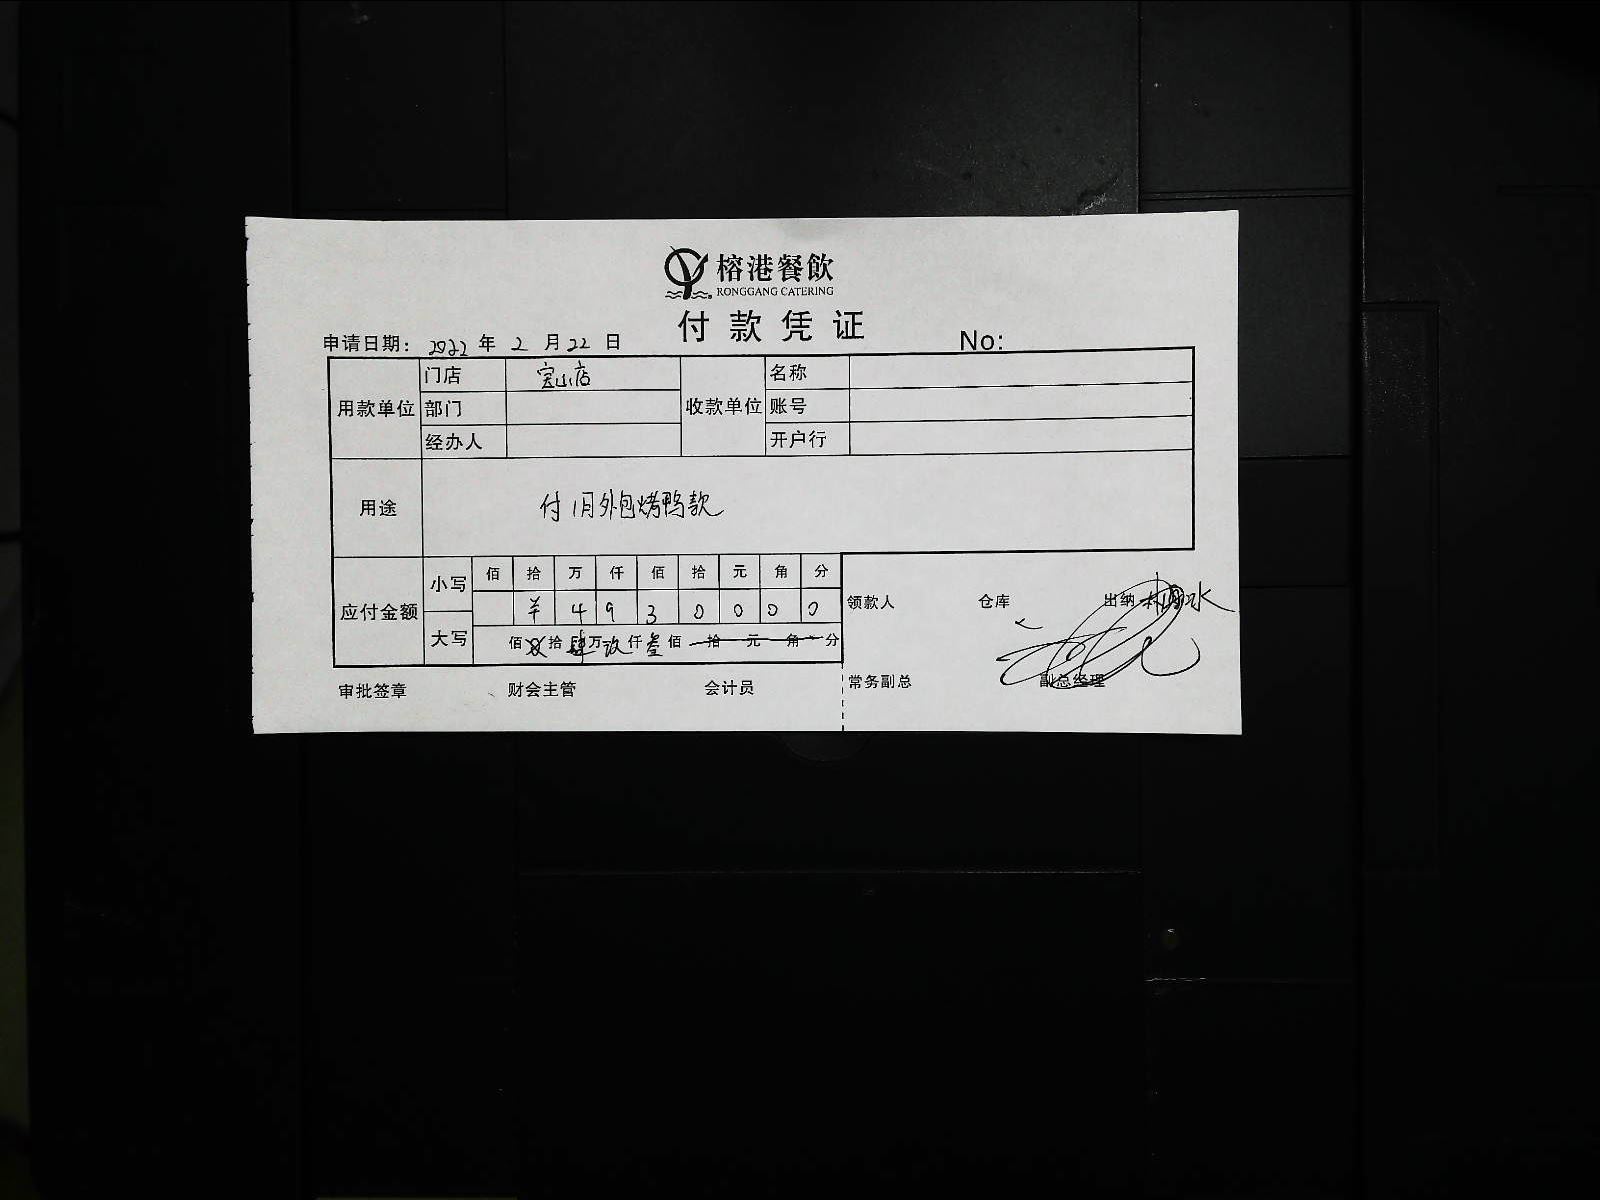 榕港餐飲
RONGGANG CATERING
付款凭证
申请日期: 2022 年 2 月 22 日 No:
用款单位 门店 宝山店 收款单位 名称
部门 账号
经办人 开户行
用途 付1月外包烤鸭款
应付金额 小写 佰 拾 万 仟 佰 拾 元 角 分
羊 4 9 3 0 0 0 0
大写 佰 拾 肆 万 玖 仟 叁 佰 拾 元 角 分
领款人 仓库 出纳
审批签章 财会主管 会计员 常务副总 副总经理